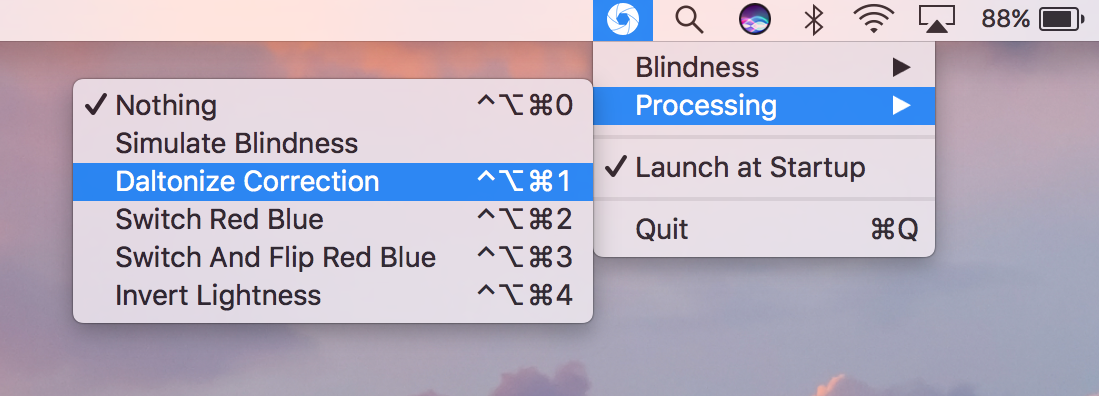 88%
Blindness
Processing
Launch at Startup
Quit ⌘Q
Nothing ⌃⌥⌘0
Simulate Blindness
Daltonize Correction ⌃⌥⌘1
Switch Red Blue ⌃⌥⌘2
Switch And Flip Red Blue ⌃⌥⌘3
Invert Lightness ⌃⌥⌘4